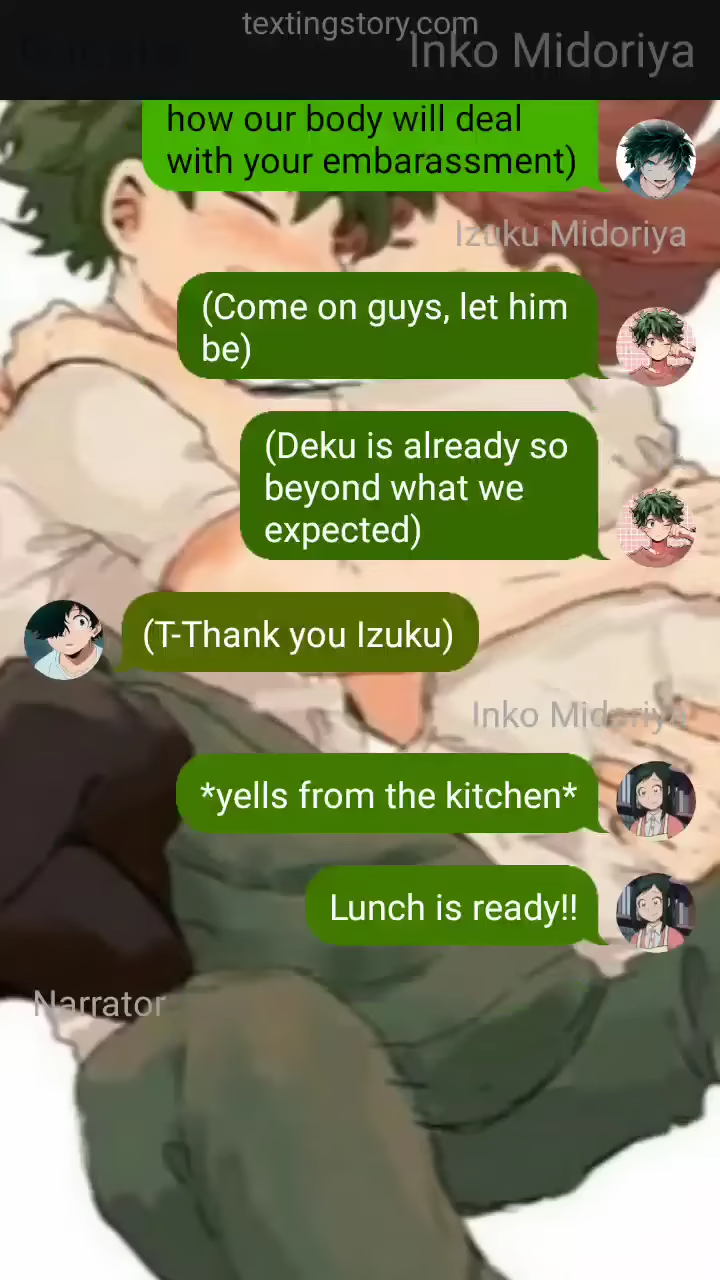 textingstory.com
Inko Midoriya
how our body will deal
with your embarassment)
Izuku Midoriya
(Come on guys, let him
be)
(Deku is already so
beyond what we
expected)
(T-Thank you Izuku)
Inko Midoriya
*yells from the kitchen*
Lunch is ready!!
Narrator